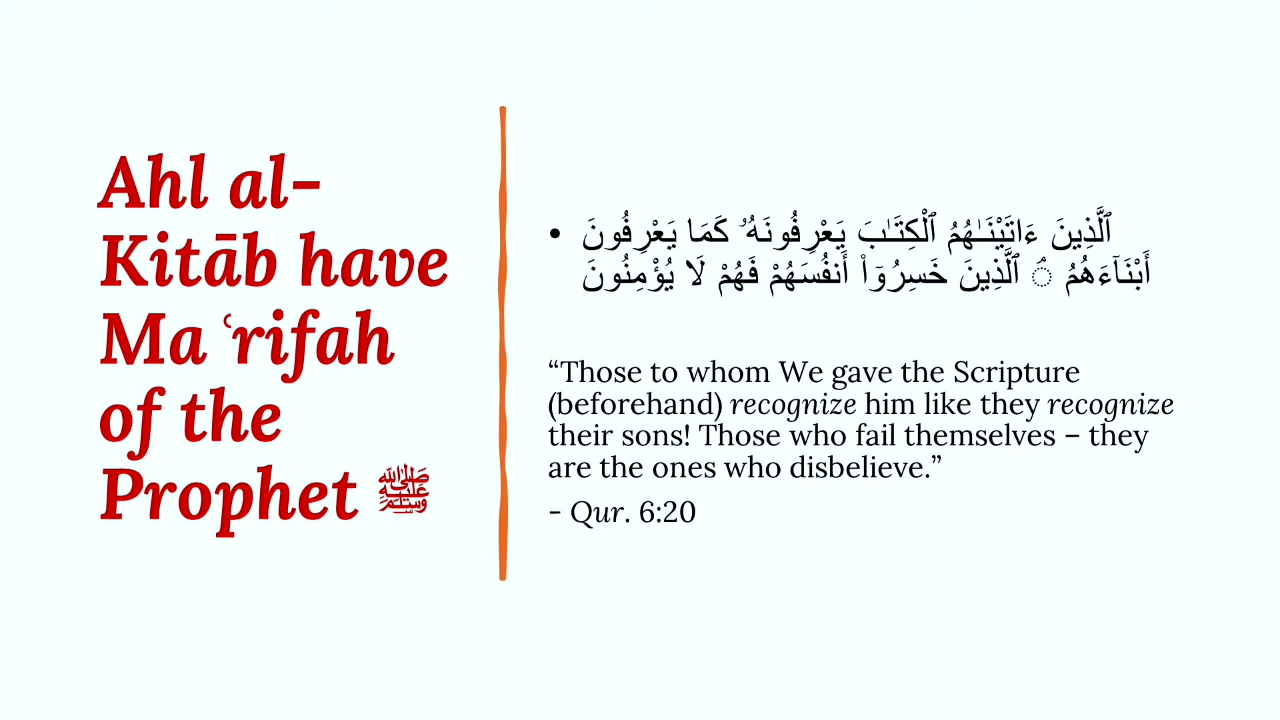 Ahl al-
Kitāb have
Ma ʿrifah
of the
Prophet ﷺ
• ٱلَّذِينَ ءَاتَيْنَـٰهُمُ ٱلْكِتَـٰبَ يَعْرِفُونَهُۥ كَمَا يَعْرِفُونَ
أَبْنَآءَهُمُ ۘ ٱلَّذِينَ خَسِرُوٓا۟ أَنفُسَهُمْ فَهُمْ لَا يُؤْمِنُونَ
“Those to whom We gave the Scripture
(beforehand) recognize him like they recognize
their sons! Those who fail themselves – they
are the ones who disbelieve.”
- Qur. 6:20